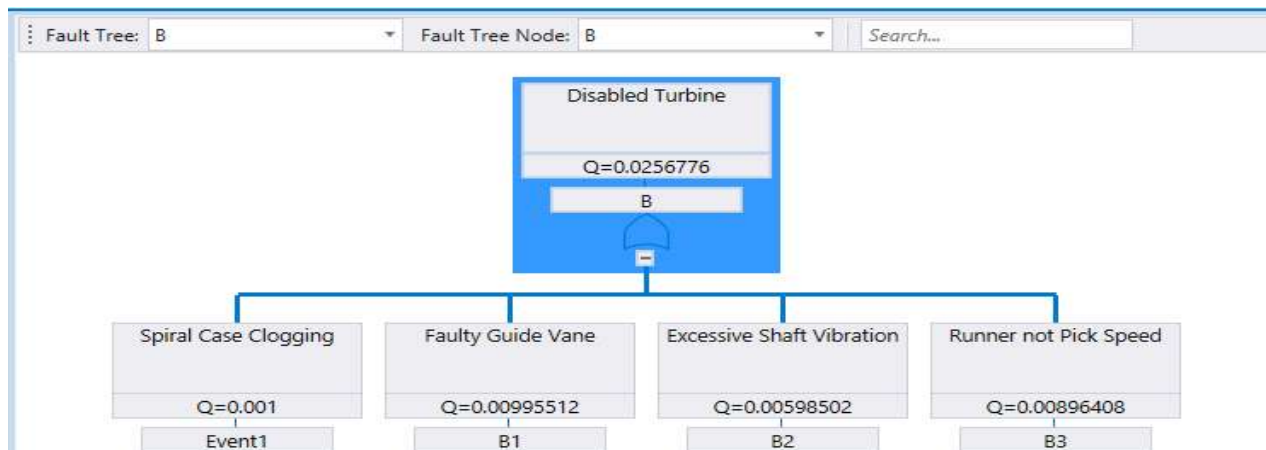 Fault Tree: B Fault Tree Node: B Search...
Disabled Turbine
Q=0.0256776
B
Spiral Case Clogging Faulty Guide Vane Excessive Shaft Vibration Runner not Pick Speed
Q=0.001 Q=0.00995512 Q=0.00598502 Q=0.00896408
Event1 B1 B2 B3